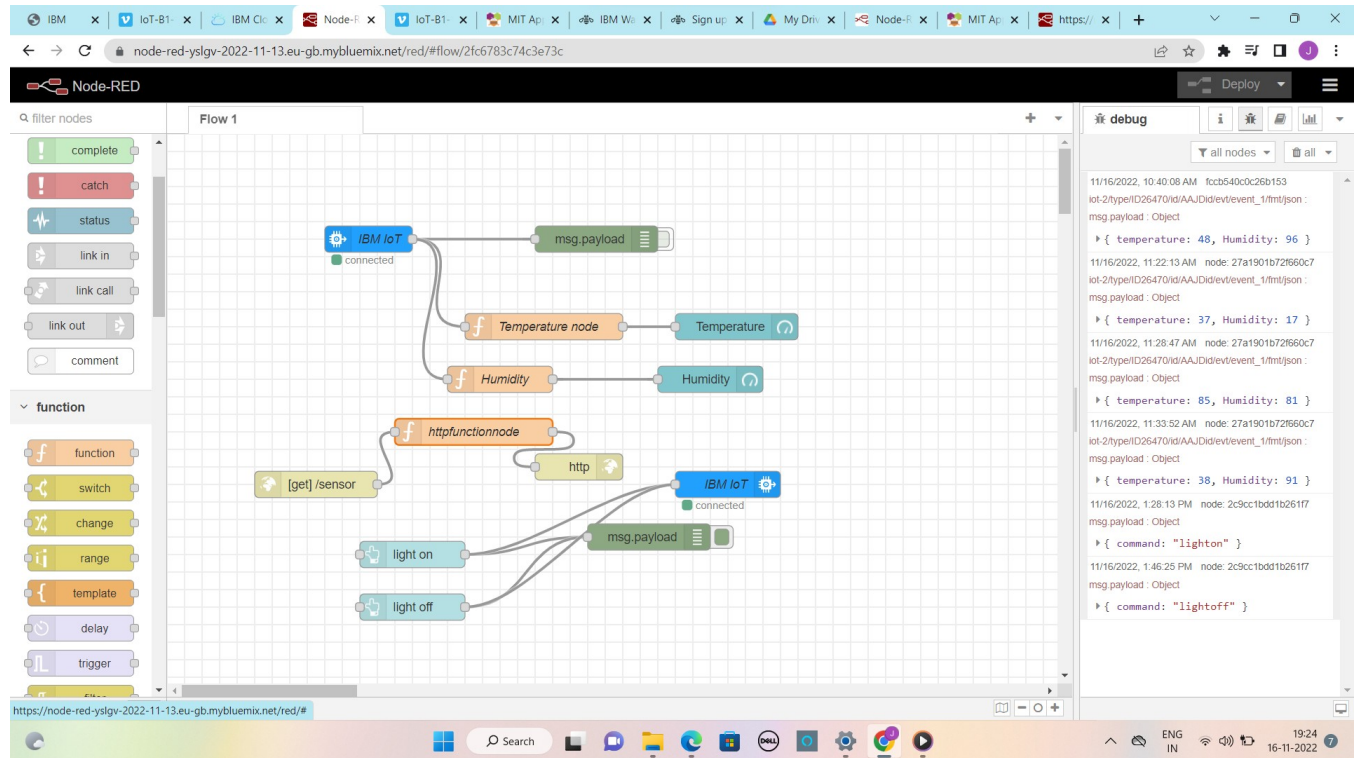 IBM
IoT-B1-
IBM Clo
Node-R
IoT-B1-
MIT Ap
IBM Wa
Sign up
My Driv
Node-R
MIT Ap
https://
node-red-yslgv-2022-11-13.eu-gb.mybluemix.net/red/#flow/2fc6783c74c3e73c
J
Node-RED
Deploy
filter nodes
complete
catch
status
link in
link call
link out
comment
function
function
switch
change
range
template
delay
trigger
Flow 1
IBM IoT
connected
msg.payload
Temperature node
Temperature
Humidity
Humidity
httpfunctionnode
http
[get] /sensor
IBM IoT
connected
msg.payload
light on
light off
debug
all nodes
all
11/16/2022, 10:40:08 AM fccb540c0c26b153
iot-2/type/ID26470/id/AAJDid/evt/event_1/fmt/json :
msg.payload : Object
{ temperature: 48, Humidity: 96 }
11/16/2022, 11:22:13 AM node: 27a1901b72f660c7
iot-2/type/ID26470/id/AAJDid/evt/event_1/fmt/json :
msg.payload : Object
{ temperature: 37, Humidity: 17 }
11/16/2022, 11:28:47 AM node: 27a1901b72f660c7
iot-2/type/ID26470/id/AAJDid/evt/event_1/fmt/json :
msg.payload : Object
{ temperature: 85, Humidity: 81 }
11/16/2022, 11:33:52 AM node: 27a1901b72f660c7
iot-2/type/ID26470/id/AAJDid/evt/event_1/fmt/json :
msg.payload : Object
{ temperature: 38, Humidity: 91 }
11/16/2022, 1:28:13 PM node: 2c9cc1bdd1b261f7
msg.payload : Object
{ command: "lighton" }
11/16/2022, 1:46:25 PM node: 2c9cc1bdd1b261f7
msg.payload : Object
{ command: "lightoff" }
https://node-red-yslgv-2022-11-13.eu-gb.mybluemix.net/red/#
Search
DELL
ENG
IN
19:24
16-11-2022
7